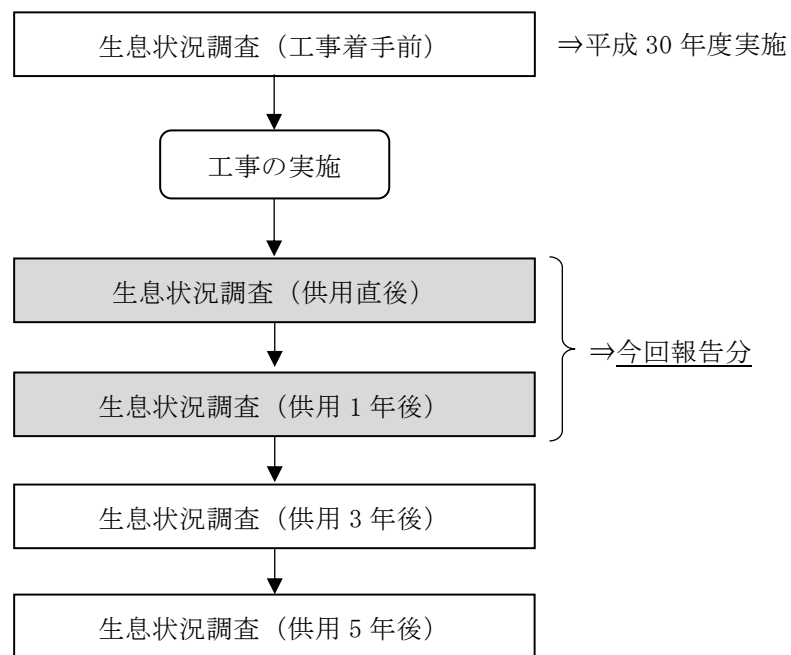 生息状況調査（工事着手前） ⇒平成 30 年度実施
工事の実施
生息状況調査（供用直後）
⇒今回報告分
生息状況調査（供用 1 年後）
生息状況調査（供用 3 年後）
生息状況調査（供用 5 年後）